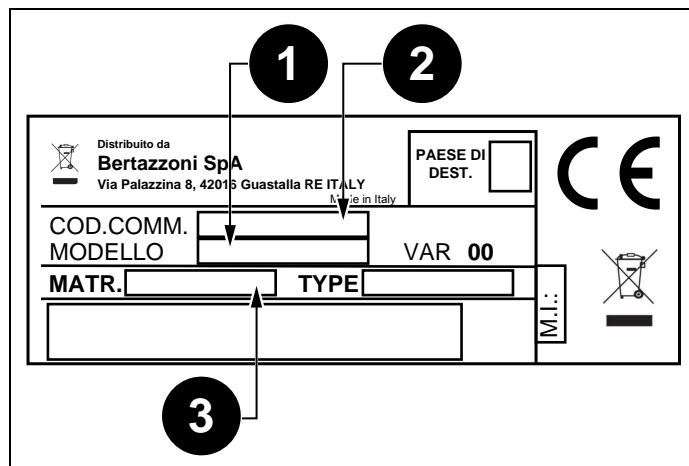 1 2
Distribuito da
Bertazzoni SpA
Via Palazzina 8, 42016 Guastalla RE ITALY
Made in Italy
PAESE DI
DEST.
CE
COD.COMM.
MODELLO
VAR 00
MATR.
TYPE
M.I.:
3